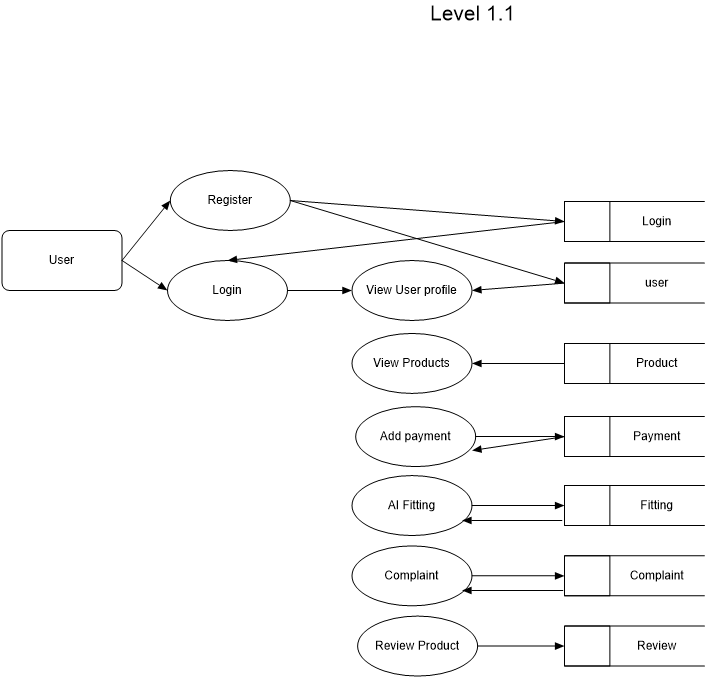 Level 1.1
Register
Login
User
Login
View User profile
user
View Products
Product
Add payment
Payment
AI Fitting
Fitting
Complaint
Complaint
Review Product
Review